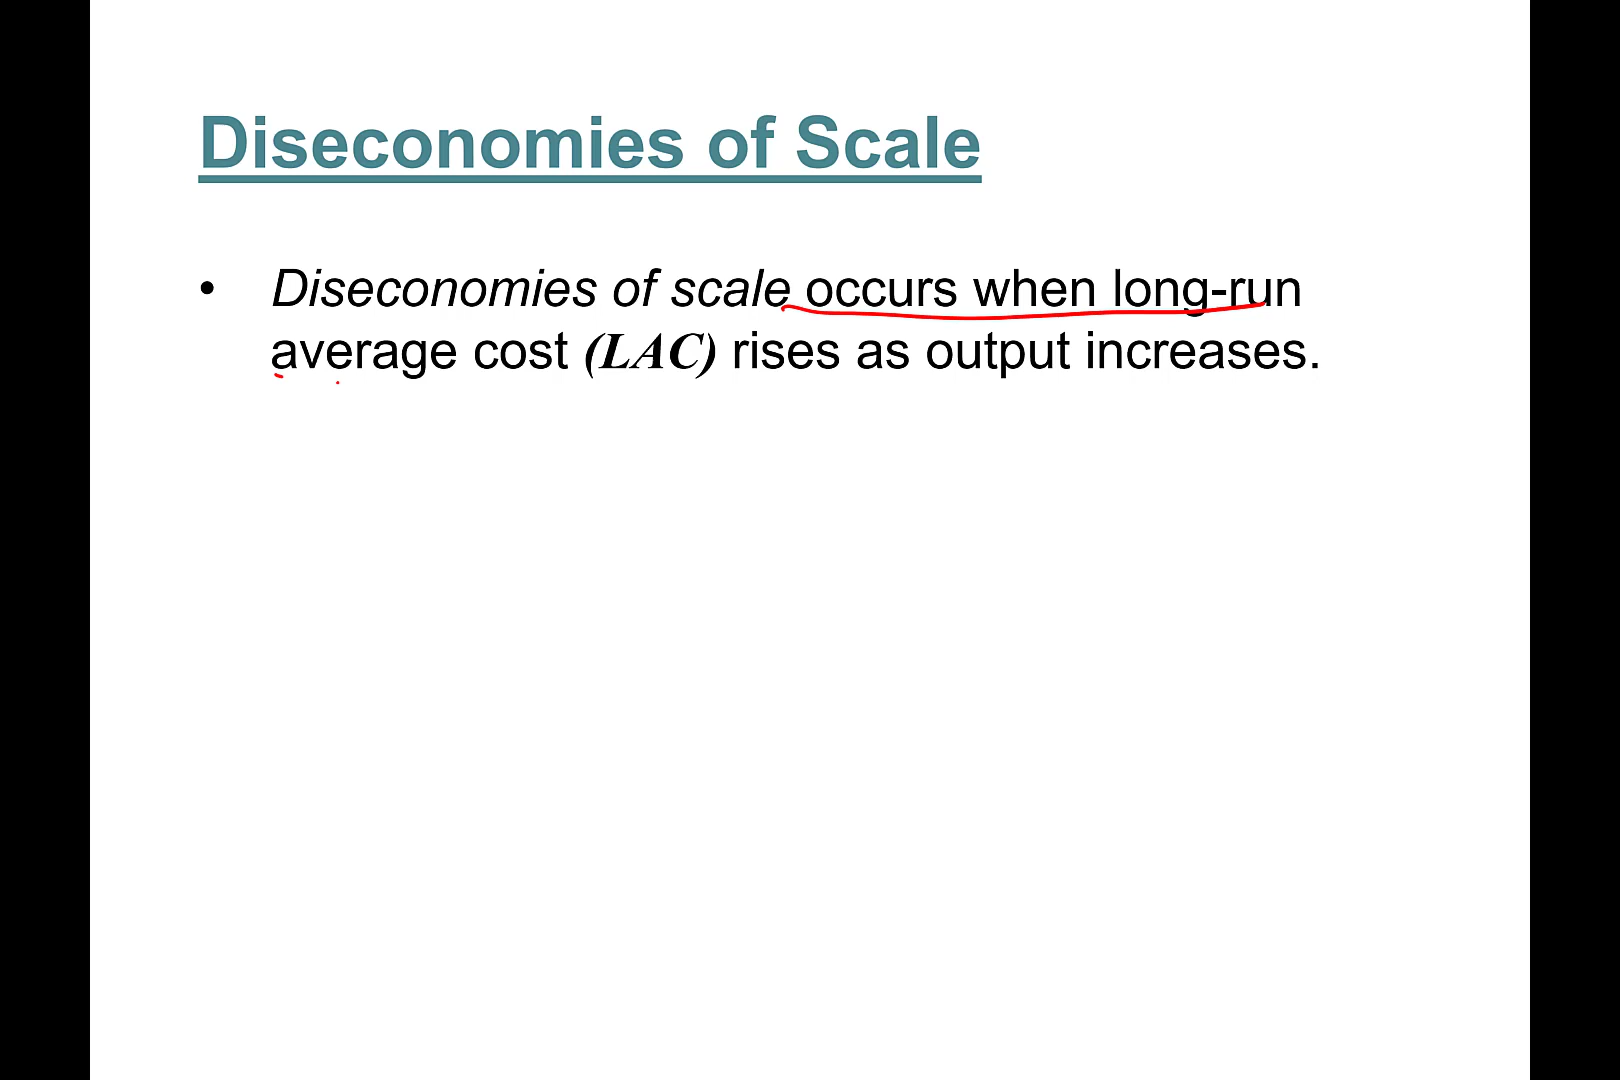 Diseconomies of Scale
• Diseconomies of scale occurs when long-run
average cost (LAC) rises as output increases.